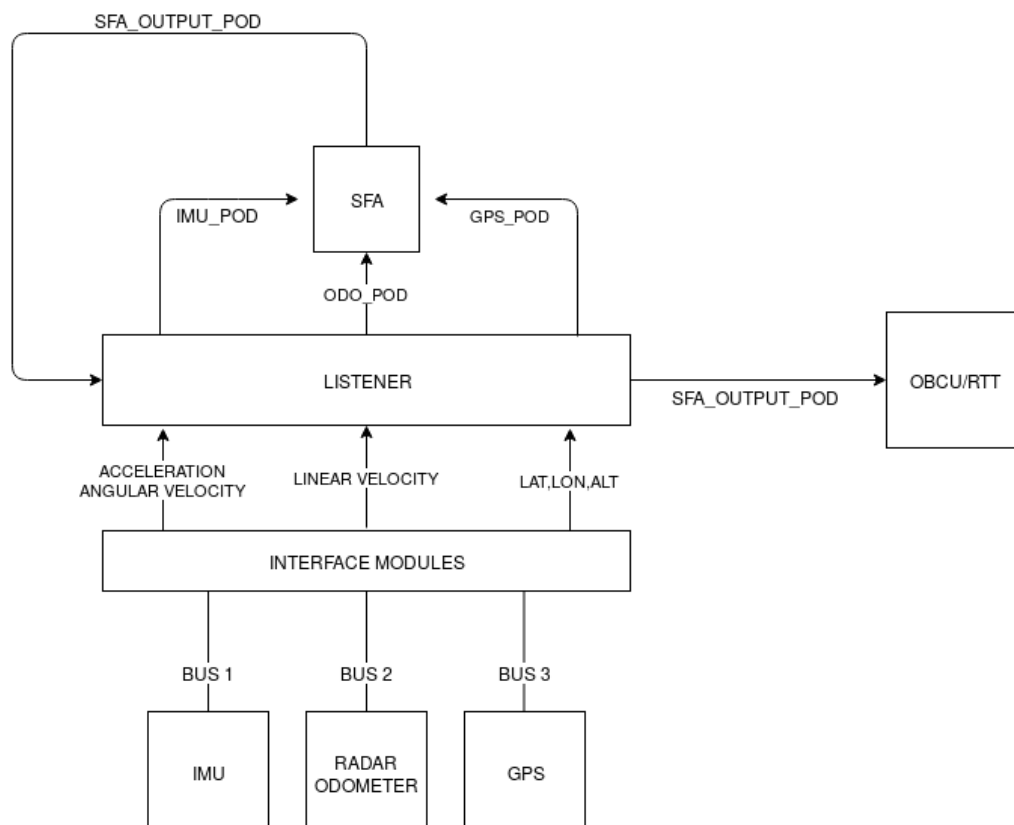 SFA_OUTPUT_POD
SFA
IMU_POD
GPS_POD
ODO_POD
LISTENER
OBCU/RTT
SFA_OUTPUT_POD
ACCELERATION
ANGULAR VELOCITY
LINEAR VELOCITY
LAT,LON,ALT
INTERFACE MODULES
BUS 1
BUS 2
BUS 3
IMU
RADAR
ODOMETER
GPS